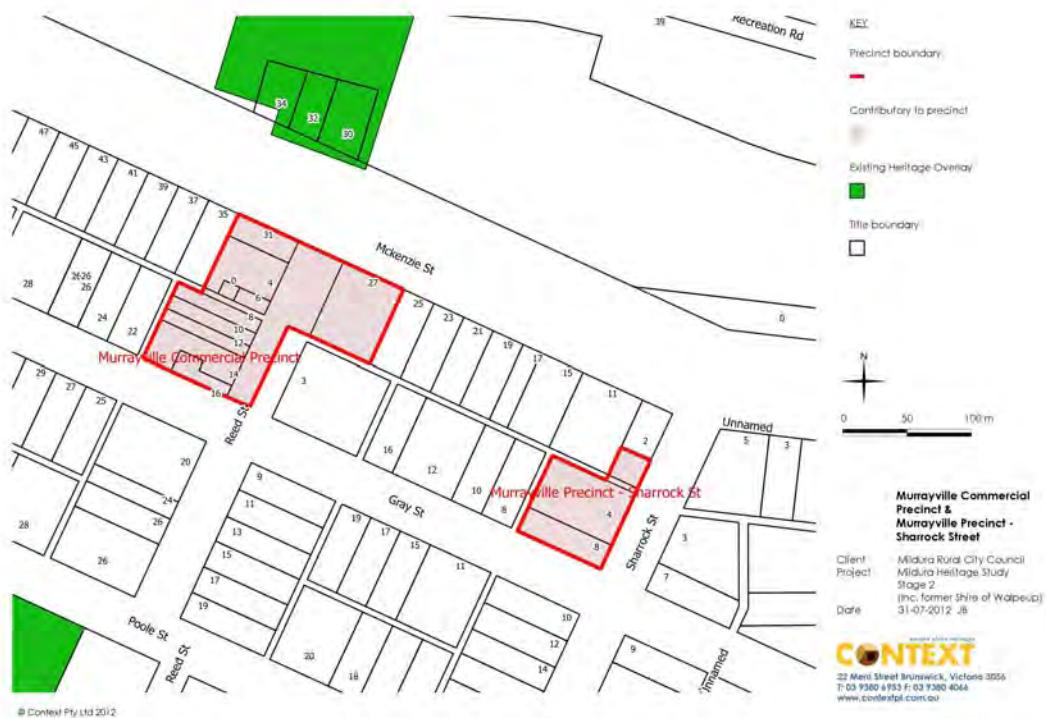 39
Recreation Rd
34
32
30
47
45
43
41
39
37
35
31
Mckenzie St
27
0
4
6
8
10
12
14
16
28
26
24
22
25
23
21
19
17
15
11
2
0
Murrayville Commercial Precinct
3
Reed St
16
12
10
8
Murrayville Precinct - Sharrock St
4
8
Unnamed
5
3
29
27
25
20
24
26
28
26
9
11
13
15
17
19
Gray St
19
17
15
11
Sharrock St
3
7
20
18
10
12
14
9
Unnamed
Poole St
Reed St
KEY
Precinct boundary
Contributory to precinct
Existing Heritage Overlay
Title boundary
N
0 50 100 m
Murrayville Commercial
Precinct &
Murrayville Precinct -
Sharrock Street
Client Mildura Rural City Council
Project Mildura Heritage Study
Stage 2
(inc. former Shire of Walpeup)
Date 31-07-2012 JB
CONTEXT
22 Merri Street Brunswick, Victoria 3056
T: 03 9380 6933 F: 03 9380 4066
www.contextpl.com.au
© Context Pty Ltd 2012